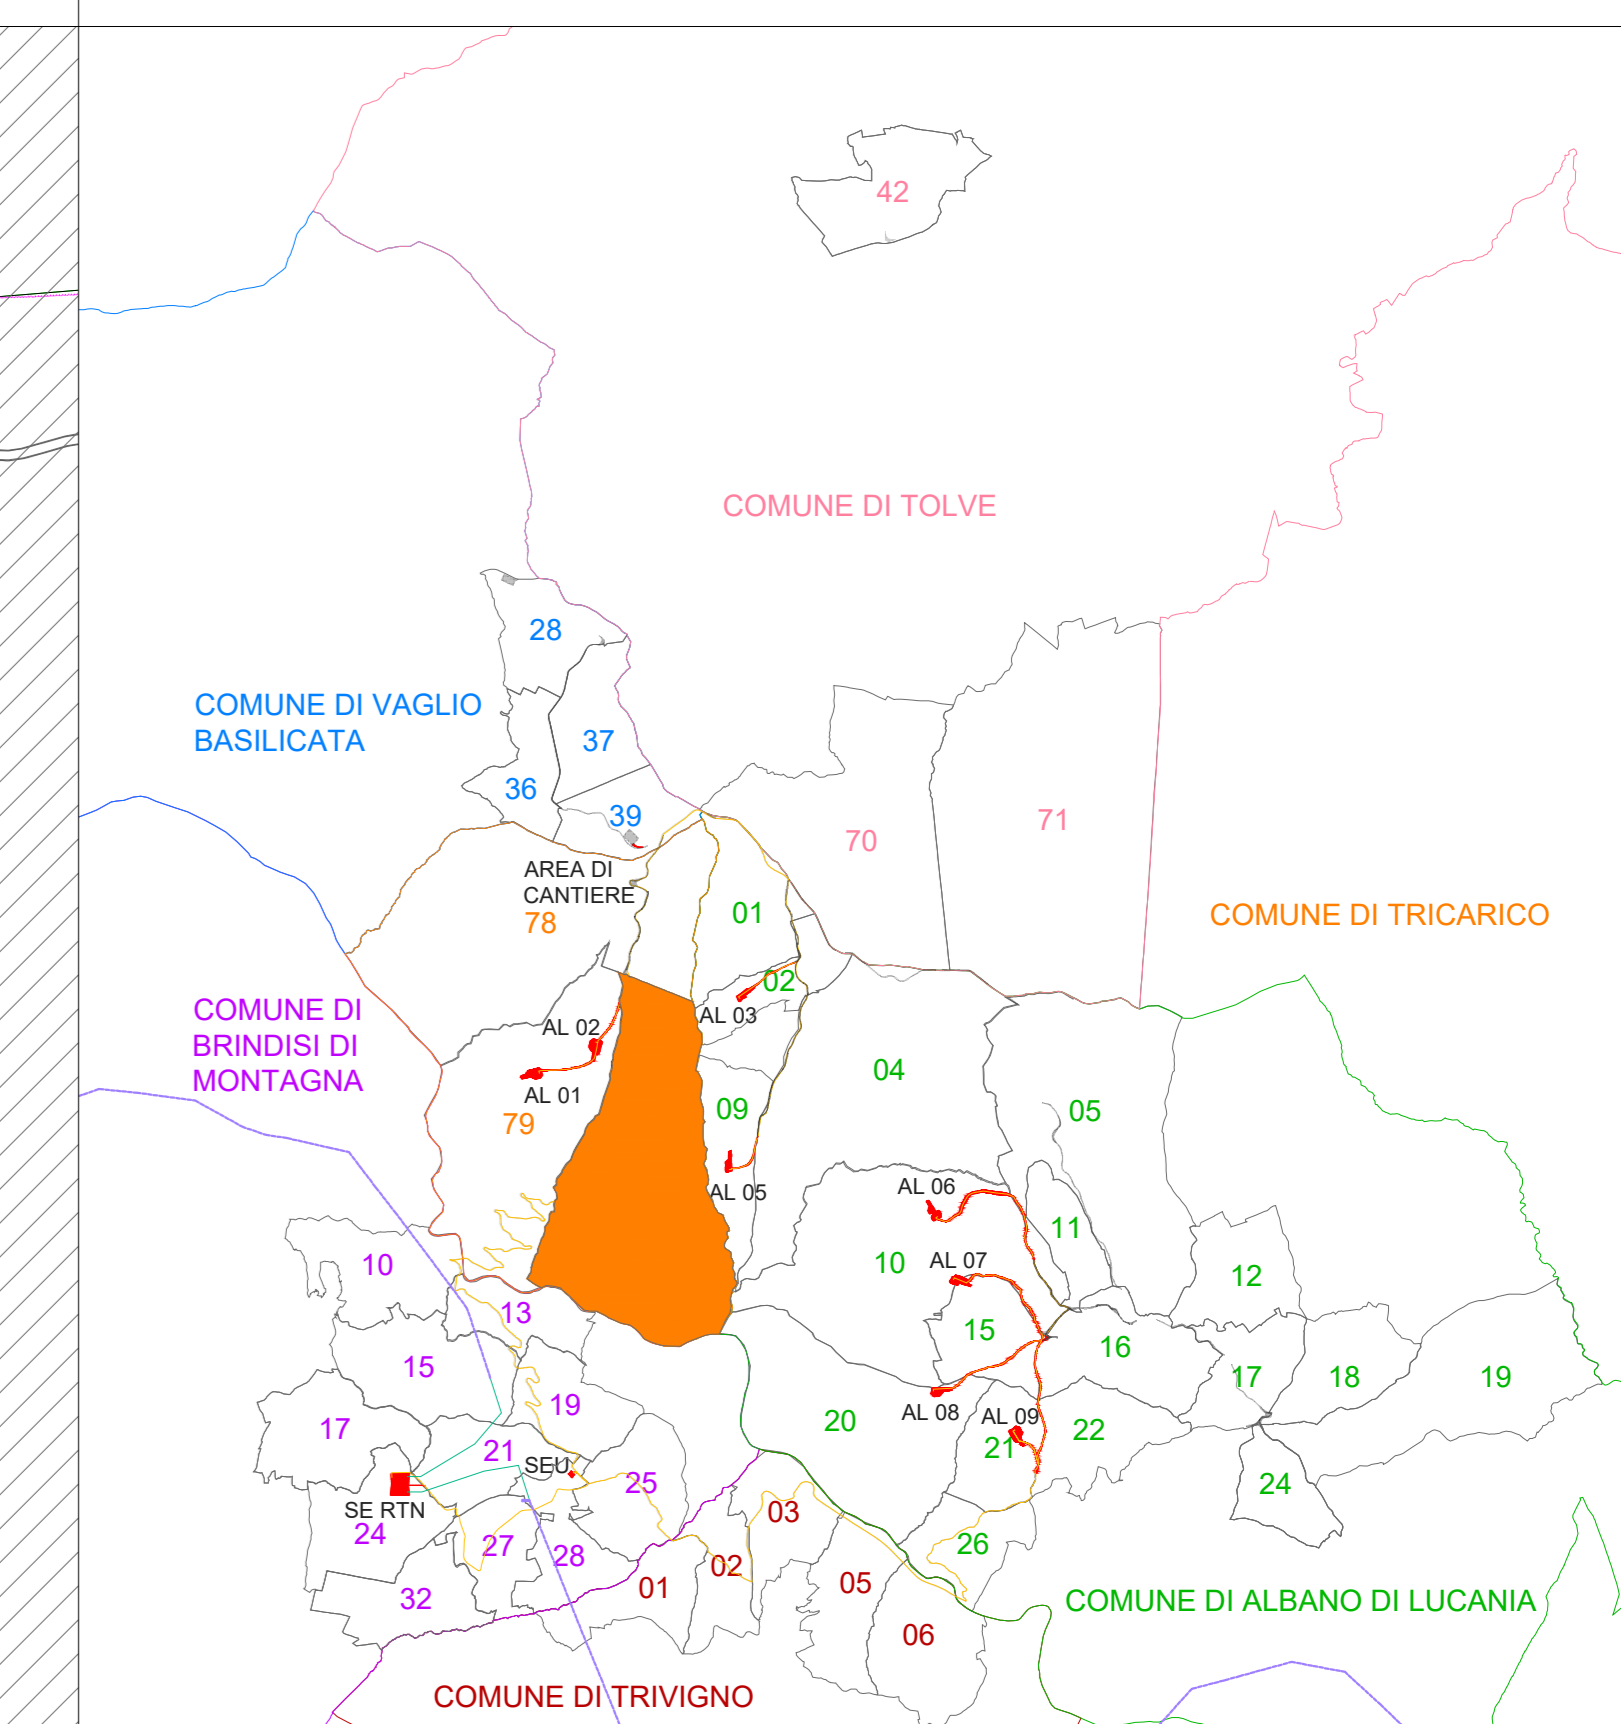 42
COMUNE DI TOLVE
28
COMUNE DI VAGLIO
BASILICATA
37
36
39
70
71
AREA DI
CANTIERE
78
01
COMUNE DI TRICARICO
02
AL 03
COMUNE DI
BRINDISI DI
MONTAGNA
AL 02
AL 01
79
04
09
05
AL 05
AL 06
11
10
AL 07
10
12
13
15
16
15
17
18
19
19
AL 08
20
AL 09
21
22
17
21
SEU
25
24
SE RTN
24
03
27
28
02
26
01
05
32
06
COMUNE DI ALBANO DI LUCANIA
COMUNE DI TRIVIGNO